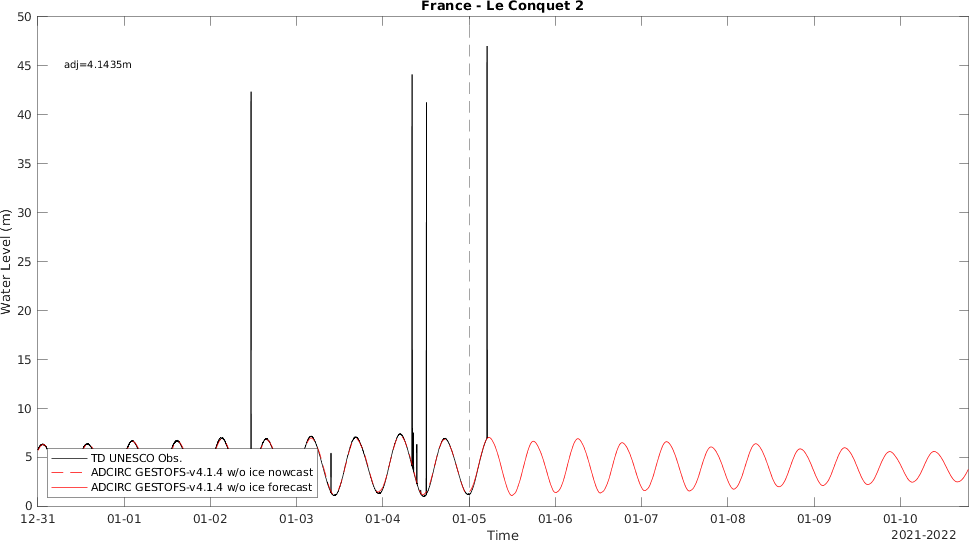 France - Le Conquet 2
adj=4.1435m
50
45
40
35
30
25
20
15
10
5
0
Water Level (m)
TD UNESCO Obs.
ADCIRC GESTOFS-v4.1.4 w/o ice nowcast
ADCIRC GESTOFS-v4.1.4 w/o ice forecast
12-31 01-01 01-02 01-03 01-04 01-05 01-06 01-07 01-08 01-09 01-10
Time
2021-2022